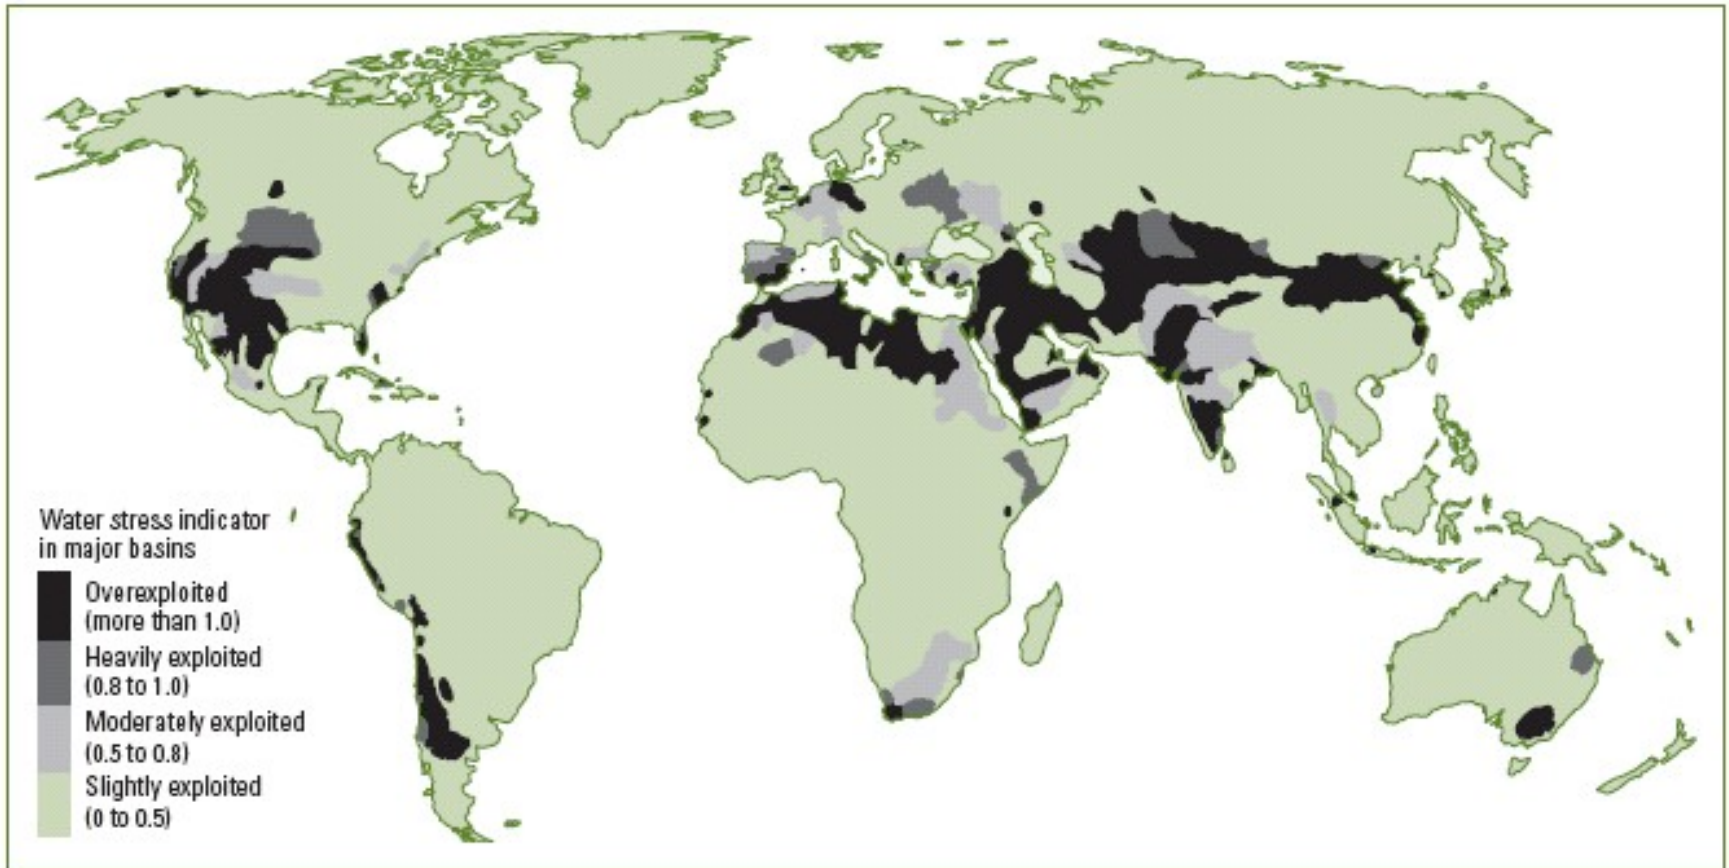 Water stress indicator
in major basins
Overexploited
(more than 1.0)
Heavily exploited
(0.8 to 1.0)
Moderately exploited
(0.5 to 0.8)
Slightly exploited
(0 to 0.5)